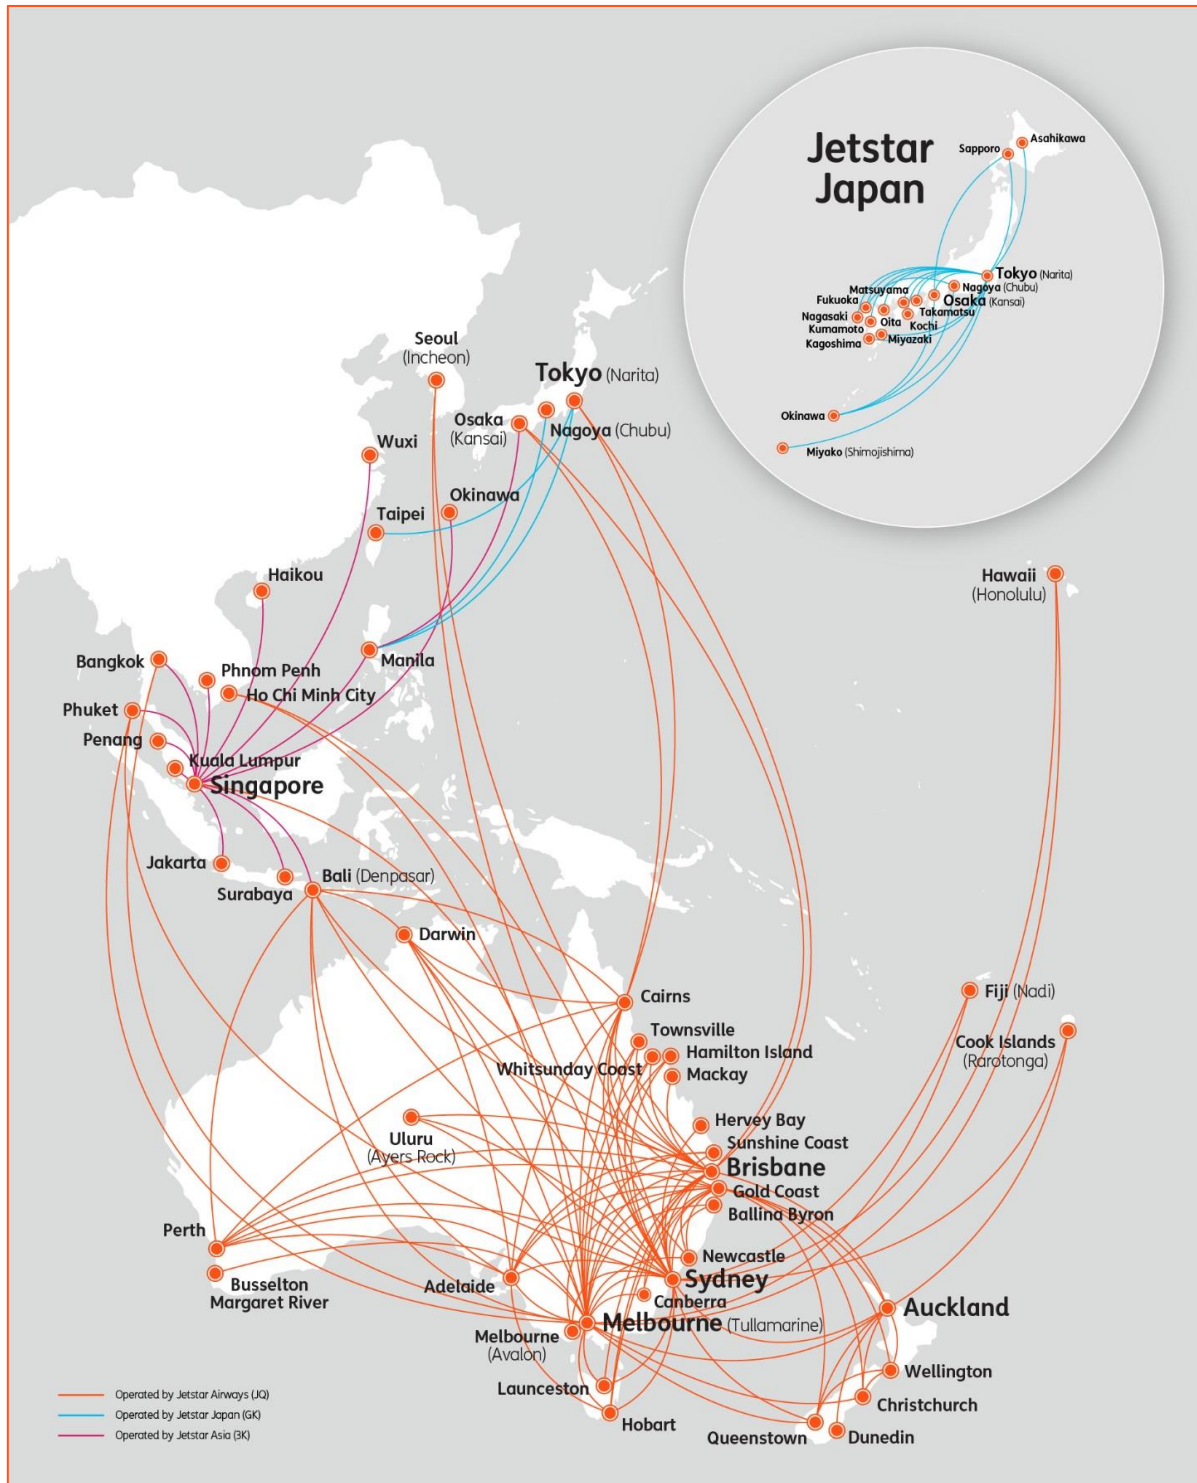 Jetstar
Japan
Asahikawa
Sapporo
Tokyo (Narita)
Nagoya (Chubu)
Matsuyama
Osaka (Kansai)
Fukuoka
Takamatsu
Nagasaki
Oita
Kochi
Kumamoto
Miyazaki
Kagoshima
Okinawa
Miyako (Shimojishima)
Seoul
(Incheon)
Tokyo (Narita)
Osaka
(Kansai)
Nagoya (Chubu)
Wuxi
Okinawa
Taipei
Haikou
Hawaii
(Honolulu)
Bangkok
Manila
Phnom Penh
Ho Chi Minh City
Phuket
Penang
Kuala Lumpur
Singapore
Jakarta
Surabaya
Bali (Denpasar)
Darwin
Cairns
Fiji (Nadi)
Townsville
Cook Islands
(Rarotonga)
Hamilton Island
Whitsunday Coast
Mackay
Hervey Bay
Uluru
(Ayers Rock)
Sunshine Coast
Brisbane
Gold Coast
Ballina Byron
Perth
Newcastle
Busselton
Margaret River
Adelaide
Sydney
Canberra
Auckland
Melbourne (Tullamarine)
Melbourne
(Avalon)
Wellington
Launceston
Christchurch
Hobart
Queenstown
Dunedin
Operated by Jetstar Airways (JQ)
Operated by Jetstar Japan (GK)
Operated by Jetstar Asia (3K)